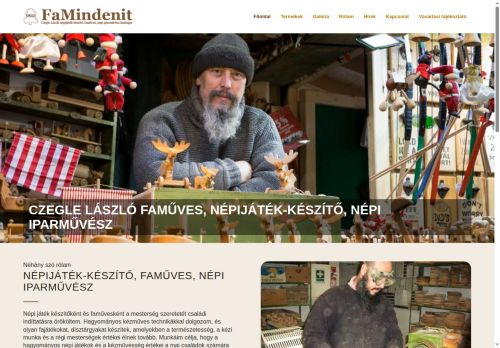 FaMindenit
Főoldal Termékek Galéria Rólam Hírek Kapcsolat Vásárlási tájékoztató
CZEGLE LÁSZLÓ FAMŰVES, NÉPIJÁTÉK-KÉSZÍTŐ, NÉPI
IPARMŰVÉSZ
Néhány szó rólam
NÉPIJÁTÉK-KÉSZÍTŐ, FAMŰVES, NÉPI
IPARMŰVÉSZ
Népi játék készítőként és faművesként a mesterség szeretetét családi
indíttatásra örököltem. Hagyományos kézműves technikákkal dolgozom, és
olyan fajátékokat, dísztárgyakat készítek, amelyekben a természetesség, a kézi
munka és a régi mesterségek értékei élnek tovább. Munkáim célja, hogy a
hagyományos népi játékok és a kézművesség értéke a mai családok számára